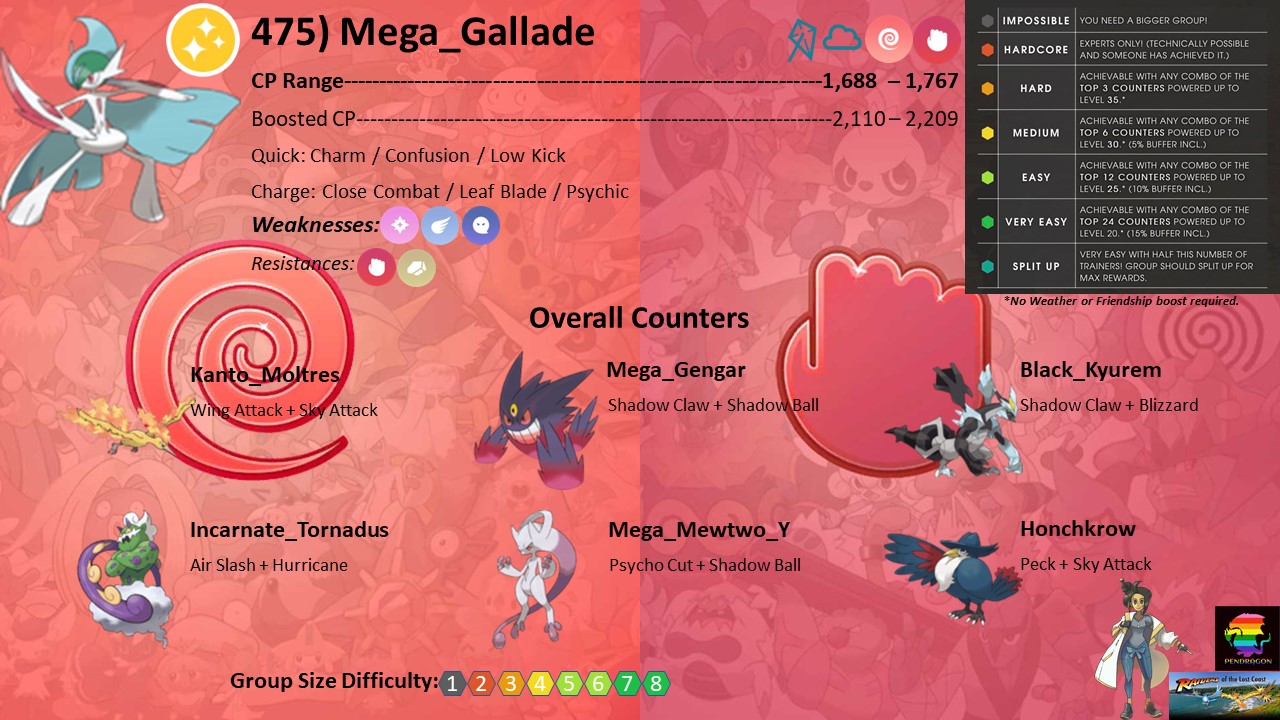 475) Mega_Gallade
CP Range--------------------------------------------------------------------1,688 – 1,767
Boosted CP--------------------------------------------------------------------2,110 – 2,209
Quick: Charm / Confusion / Low Kick
Charge: Close Combat / Leaf Blade / Psychic
Weaknesses:
Resistances:
IMPOSSIBLE YOU NEED A BIGGER GROUP!
HARDCORE EXPERTS ONLY! (TECHNICALLY POSSIBLE
AND SOMEONE HAS ACHIEVED IT.)
HARD ACHIEVABLE WITH ANY COMBO OF THE
TOP 3 COUNTERS POWERED UP TO
LEVEL 35.*
MEDIUM ACHIEVABLE WITH ANY COMBO OF THE
TOP 6 COUNTERS POWERED UP TO
LEVEL 30.* (5% BUFFER INCL.)
EASY ACHIEVABLE WITH ANY COMBO OF THE
TOP 12 COUNTERS POWERED UP TO
LEVEL 25.* (10% BUFFER INCL.)
VERY EASY ACHIEVABLE WITH ANY COMBO OF THE
TOP 24 COUNTERS POWERED UP TO
LEVEL 20.* (15% BUFFER INCL.)
SPLIT UP VERY EASY WITH HALF THIS NUMBER OF
TRAINERS! GROUP SHOULD SPLIT UP FOR
MAX REWARDS.
*No Weather or Friendship boost required.
Overall Counters
Kanto_Moltres
Wing Attack + Sky Attack
Mega_Gengar
Shadow Claw + Shadow Ball
Black_Kyurem
Shadow Claw + Blizzard
Incarnate_Tornadus
Air Slash + Hurricane
Mega_Mewtwo_Y
Psycho Cut + Shadow Ball
Honchkrow
Peck + Sky Attack
Group Size Difficulty: 1 2 3 4 5 6 7 8
PENDRAGON
RAIDERS of the Lost Coast